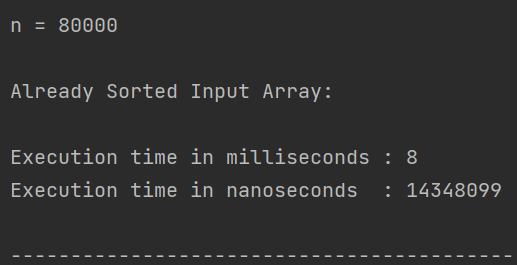 n = 80000
Already Sorted Input Array:
Execution time in milliseconds : 8
Execution time in nanoseconds  : 14348099
------------------------------------------